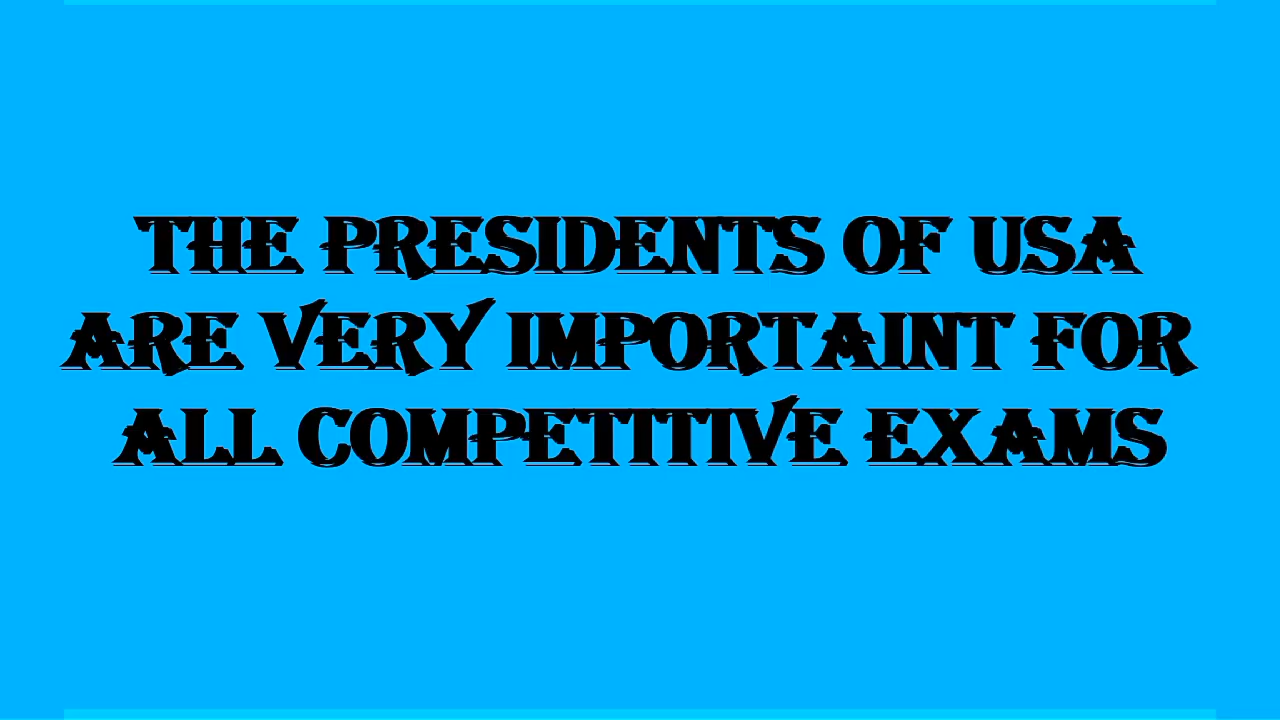 THE PRESIDENTS OF USA
ARE VERY IMPORTAINT FOR
ALL COMPETITIVE EXAMS